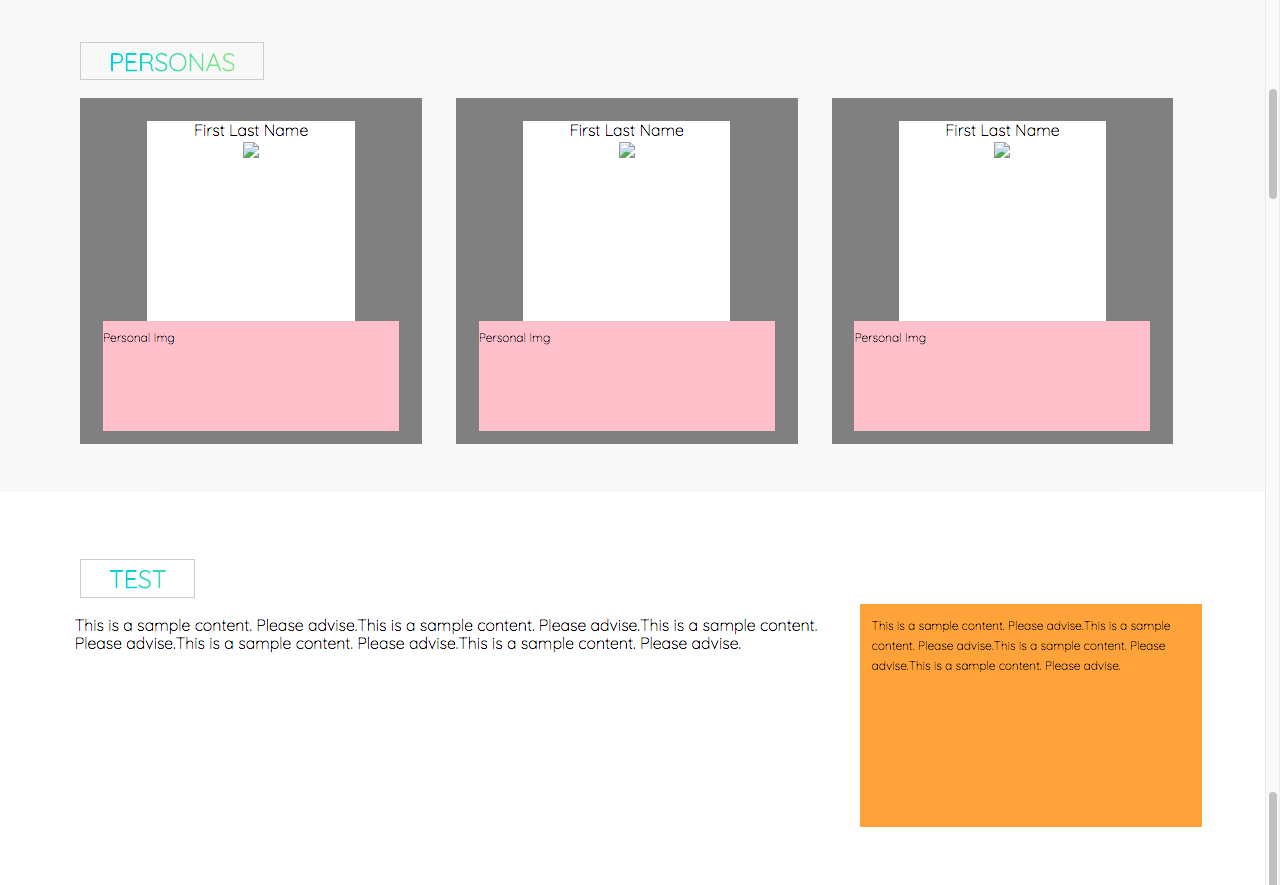 PERSONAS
First Last Name
First Last Name
First Last Name
Personal Img
Personal Img
Personal Img
TEST
This is a sample content. Please advise.This is a sample content. Please advise.This is a sample content.
Please advise.This is a sample content. Please advise.This is a sample content. Please advise.
This is a sample content. Please advise.This is a sample
content. Please advise.This is a sample content. Please
advise.This is a sample content. Please advise.